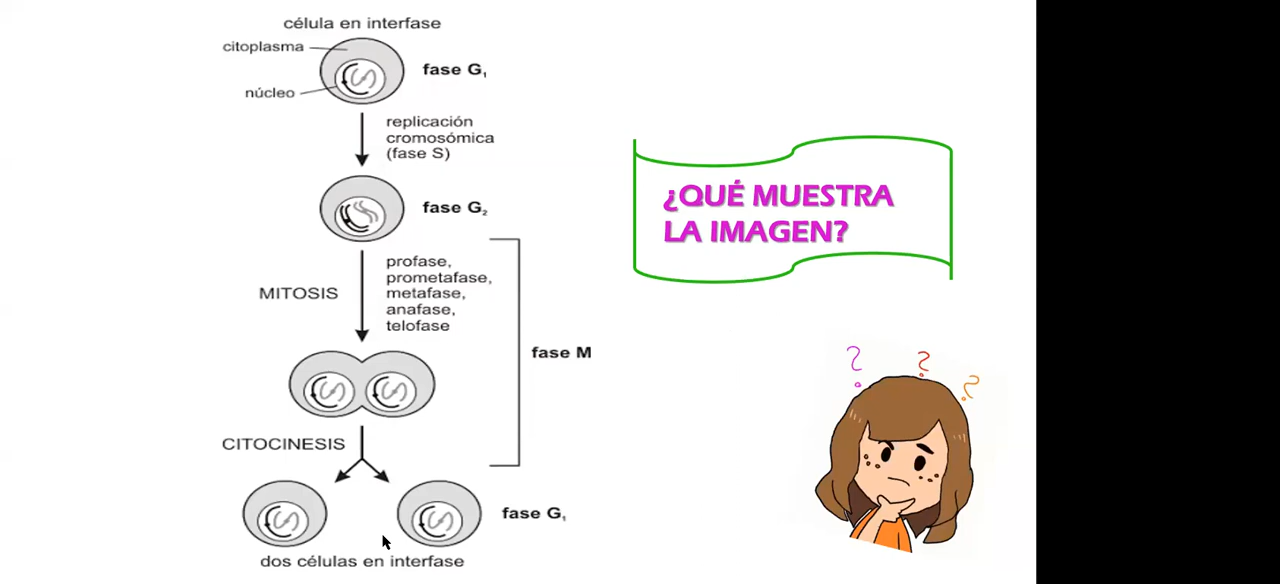 célula en interfase
citoplasma
fase G₁
núcleo
replicación
cromosómica
(fase S)
fase G₂
profase,
prometafase,
MITOSIS
metafase,
anafase,
telofase
fase M
CITOCINESIS
fase G₁
dos células en interfase
¿QUÉ MUESTRA
LA IMAGEN?
? ? ?